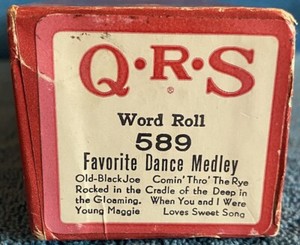 Q·R·S
®
Word Roll
589
Favorite Dance Medley
Old-Black Joe Comin' Thro' The Rye
Rocked in the Cradle of the Deep in
the Gloaming. When You and I Were
Young Maggie Loves Sweet Song